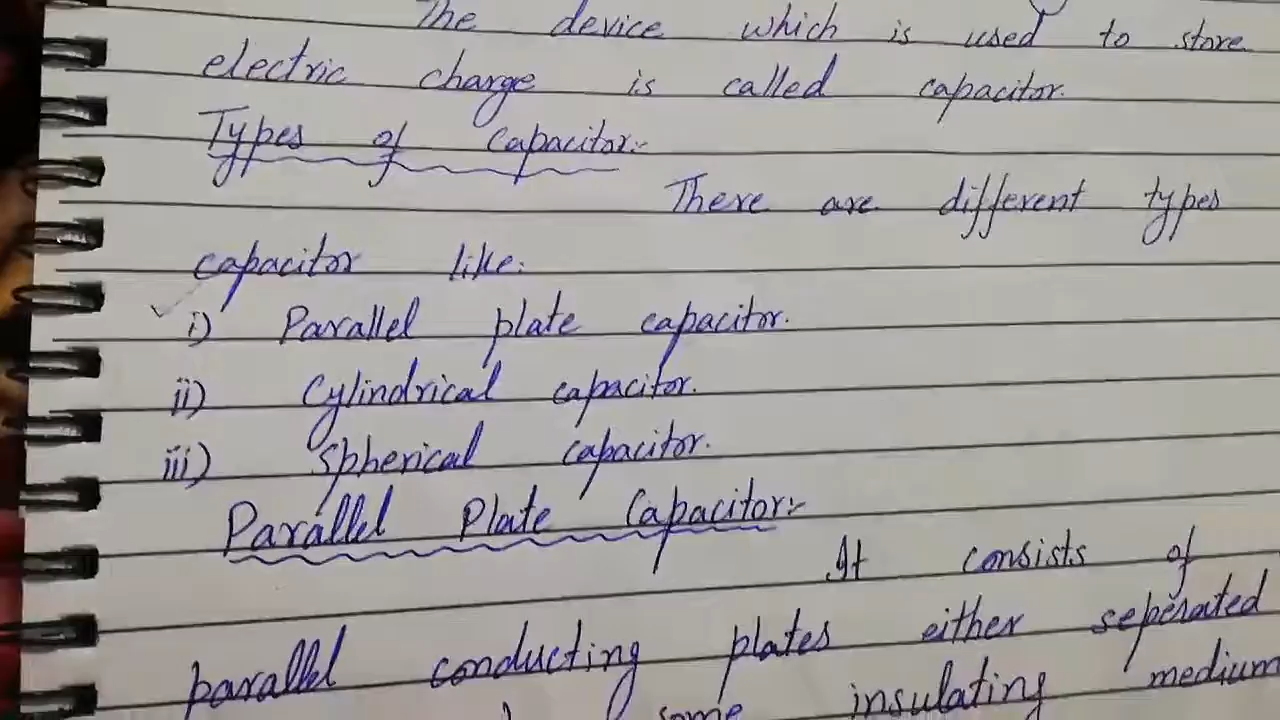 The device which is used to store
electric charge is called capacitor.
Types of Capacitor:-
There are different types
capacitor like:
i) Parallel plate capacitor.
ii) Cylindrical capacitor.
iii) Spherical capacitor.
Parallel Plate Capacitor:-
It consists of
parallel conducting plates either seperated
some insulating medium